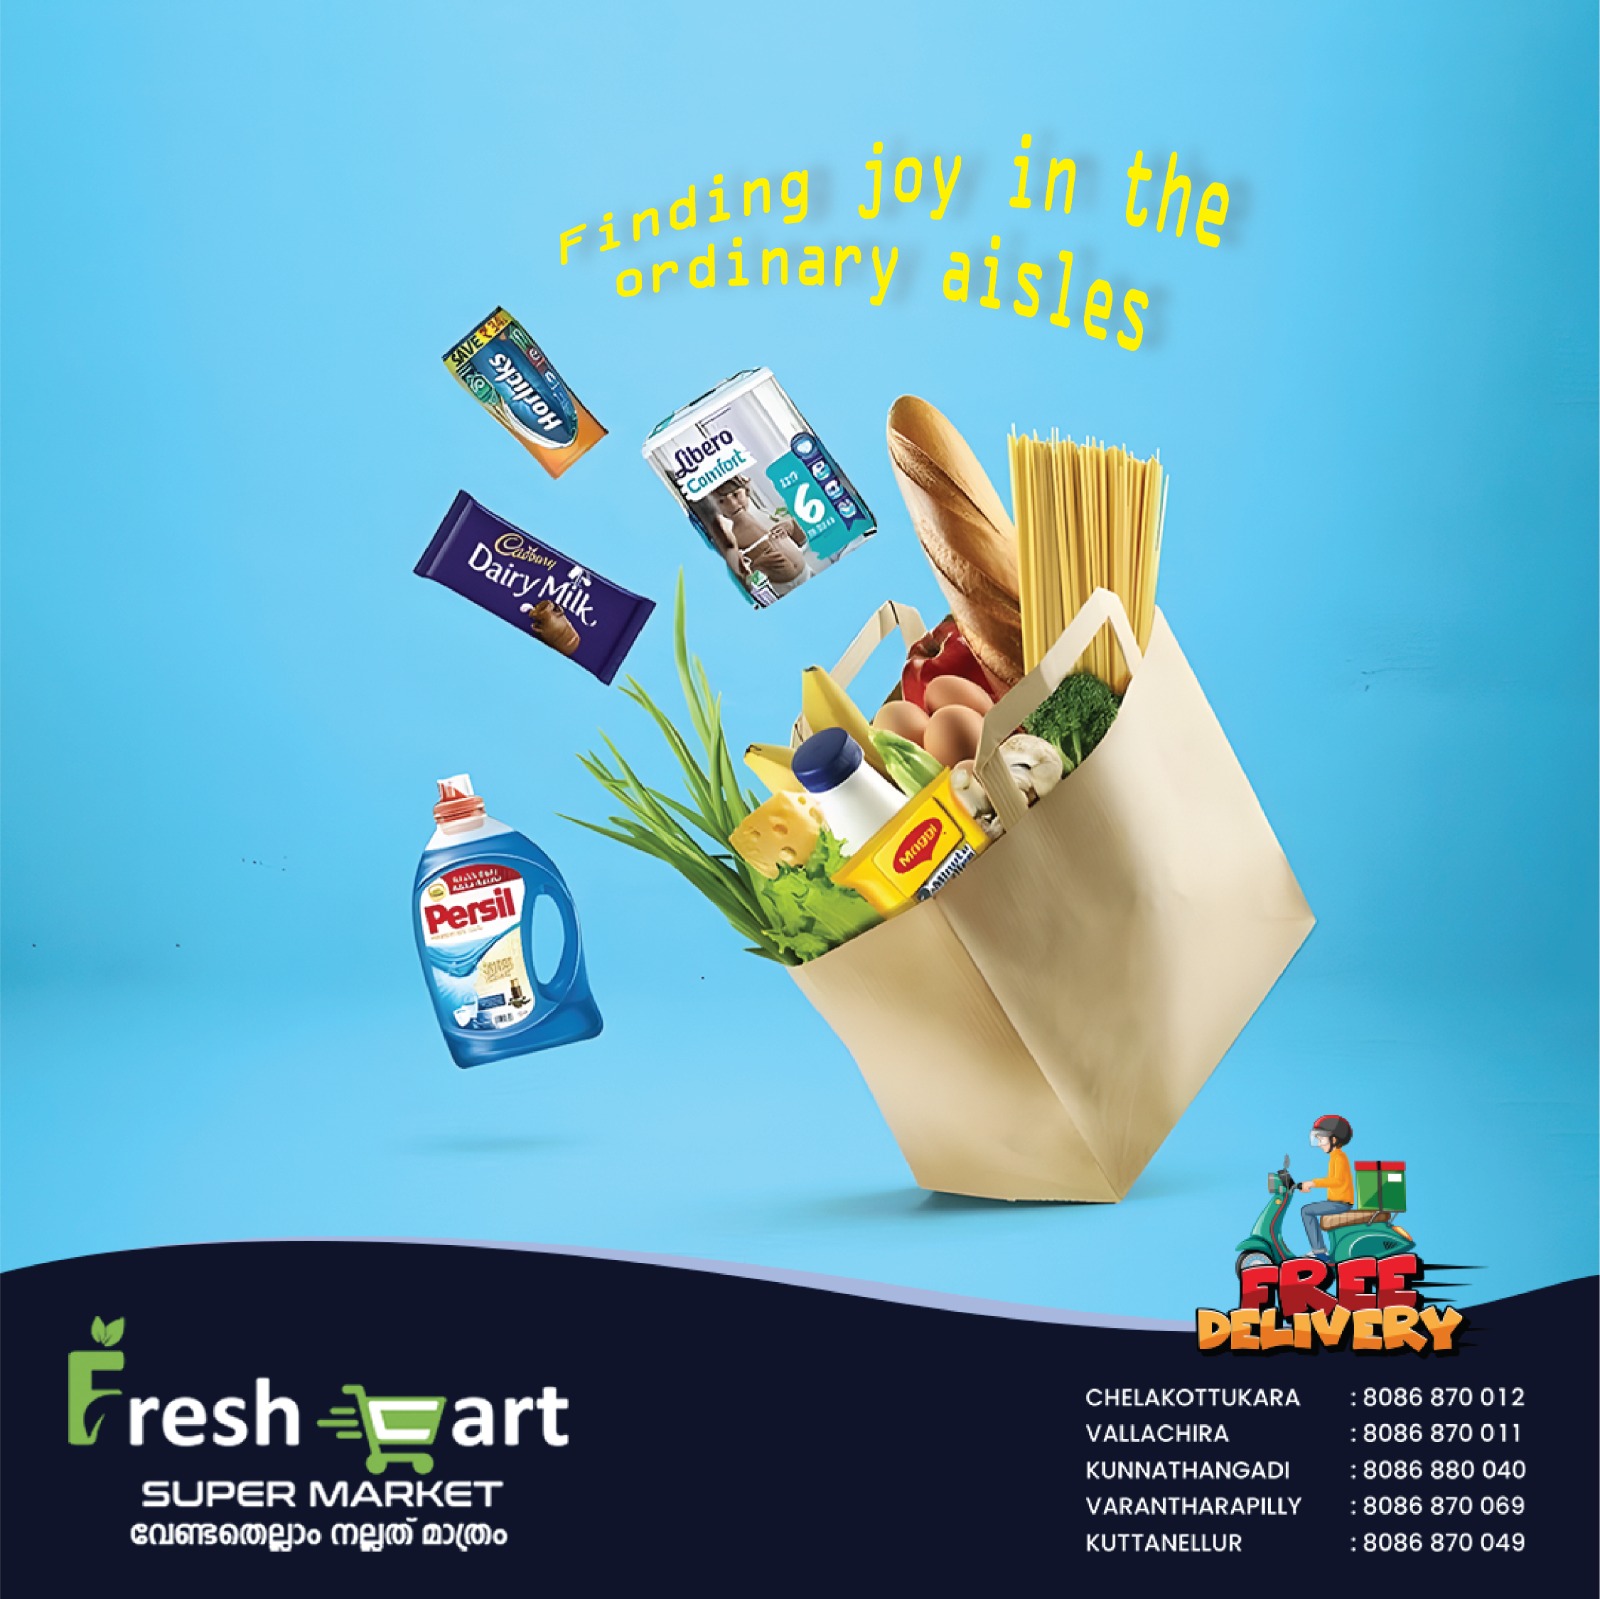 Finding joy in the
ordinary aisles
SAVE ₹ 34
Horlicks
Libero
Comfort
6
Cadbury
Dairy Milk
Persil
Maggi
FREE
DELIVERY
Fresh Cart
SUPER MARKET
വേണ്ടതെല്ലാം നല്ലത് മാത്രം
CHELAKOTTUKARA : 8086 870 012
VALLACHIRA : 8086 870 011
KUNNATHANGADI : 8086 880 040
VARANTHARAPILLY : 8086 870 069
KUTTANELLUR : 8086 870 049